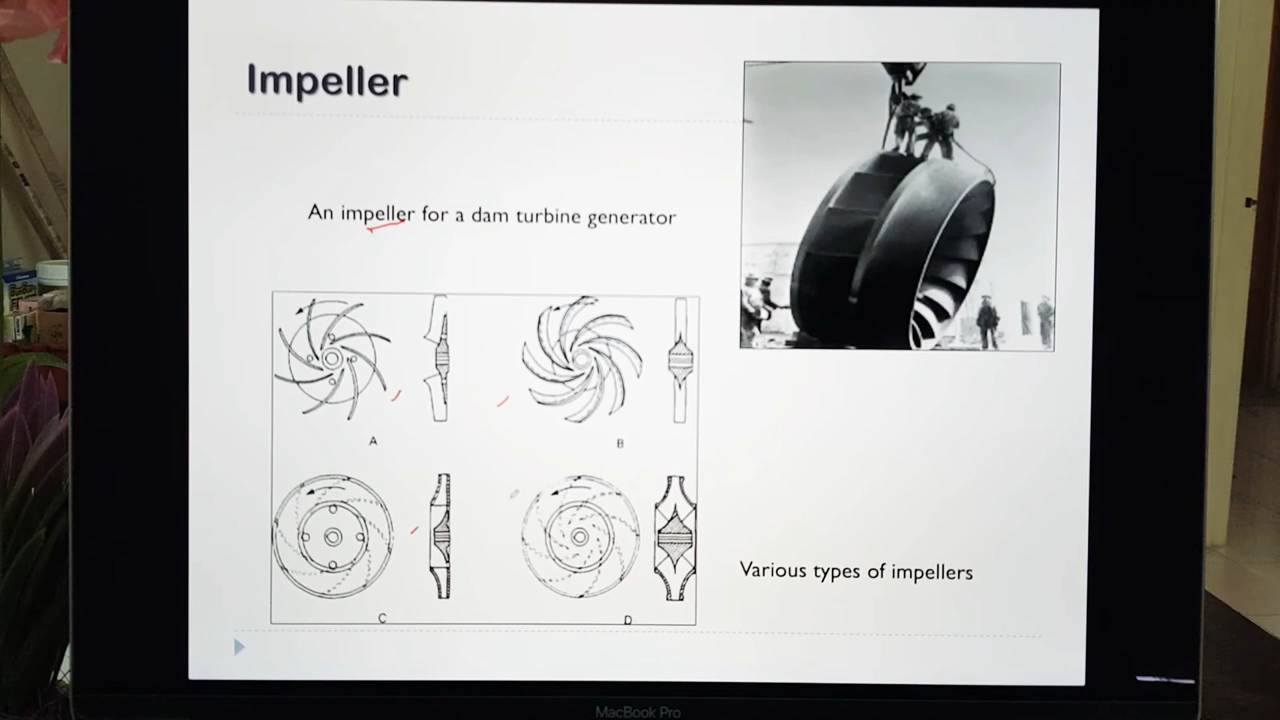 Impeller
An impeller for a dam turbine generator
A
B
C
D
Various types of impellers
MacBook Pro